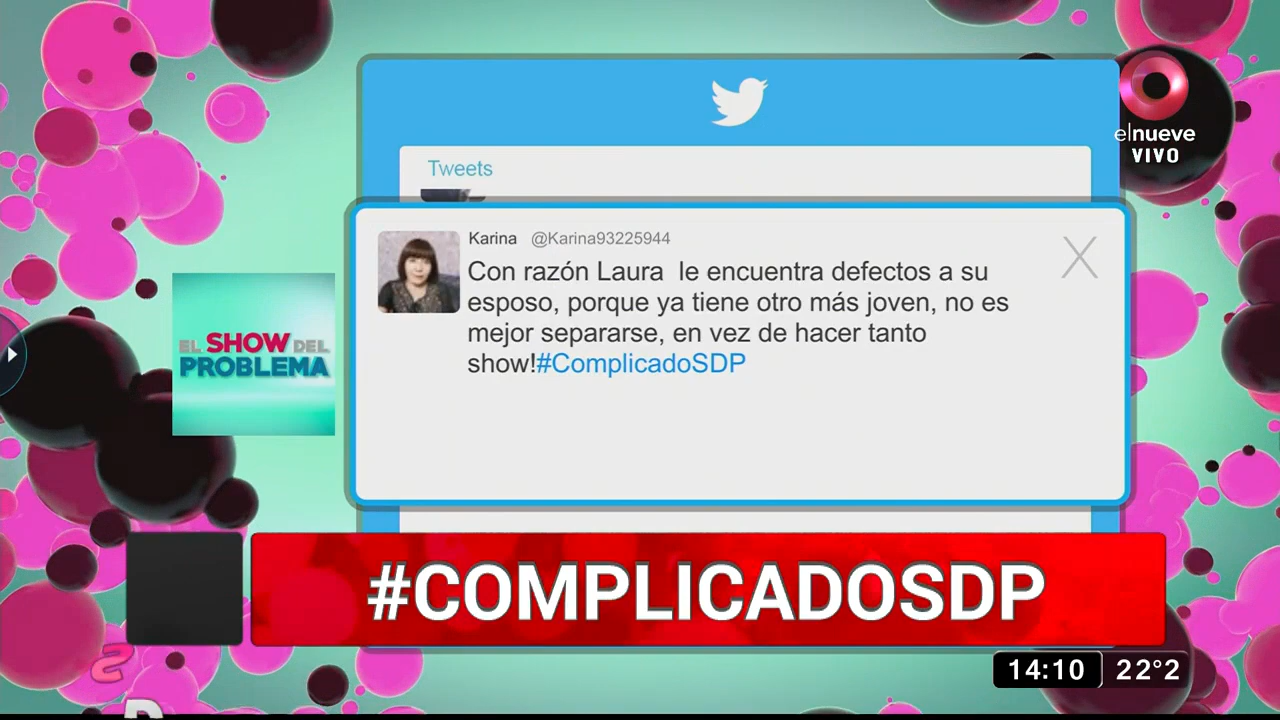 Tweets
elnueve
VIVO
Karina @Karina93225944
Con razón Laura le encuentra defectos a su
esposo, porque ya tiene otro más joven, no es
mejor separarse, en vez de hacer tanto
show!#ComplicadoSDP
EL SHOW DEL
PROBLEMA
#COMPLICADOSDP
S
D
14:10 22°2